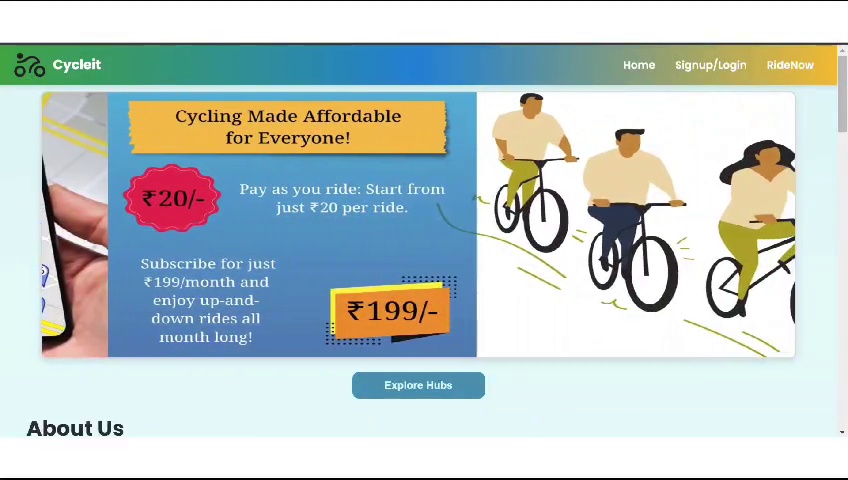 Cycleit
Home Signup/Login RideNow
Cycling Made Affordable
for Everyone!
₹20/-
Pay as you ride: Start from
just ₹20 per ride.
Subscribe for just
₹199/month and
enjoy up-and-
down rides all
month long!
₹199/-
Explore Hubs
About Us